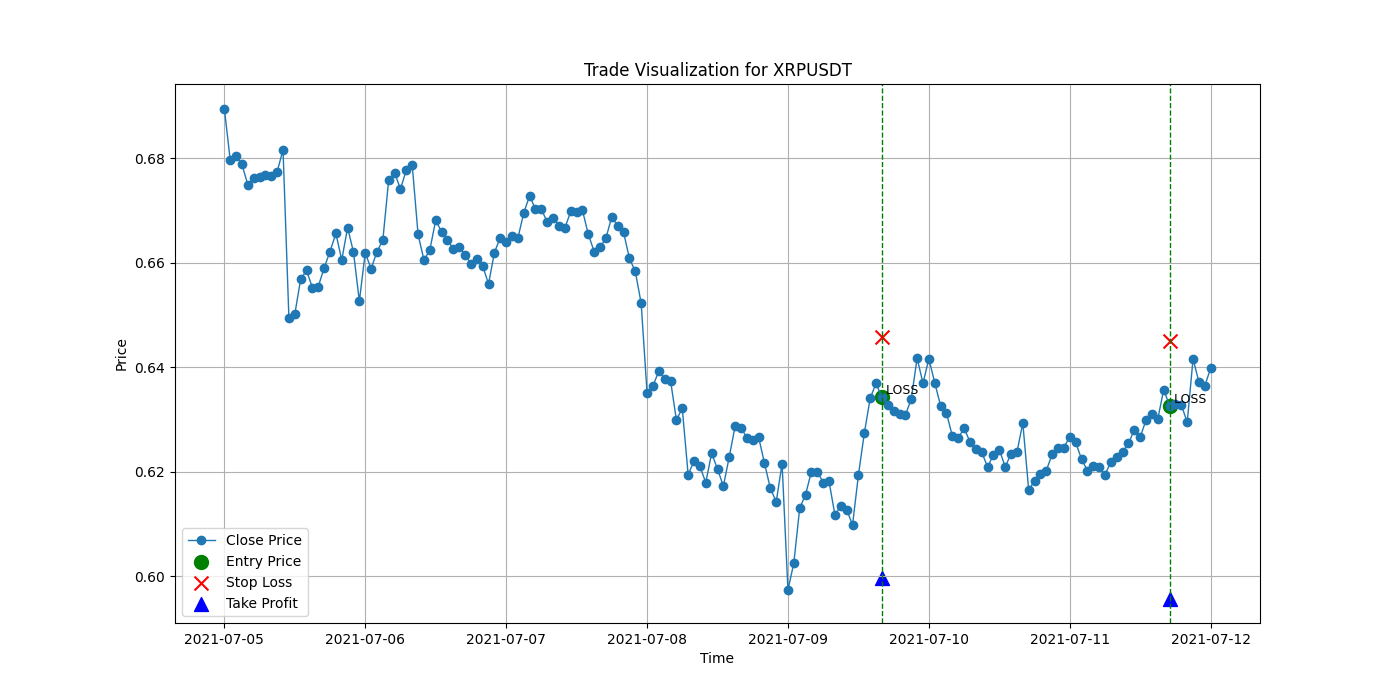 Trade Visualization for XRPUSDT
Price
0.68
0.66
0.64
0.62
0.60
LOSS
LOSS
Close Price
Entry Price
Stop Loss
Take Profit
2021-07-05 2021-07-06 2021-07-07 2021-07-08 2021-07-09 2021-07-10 2021-07-11 2021-07-12
Time